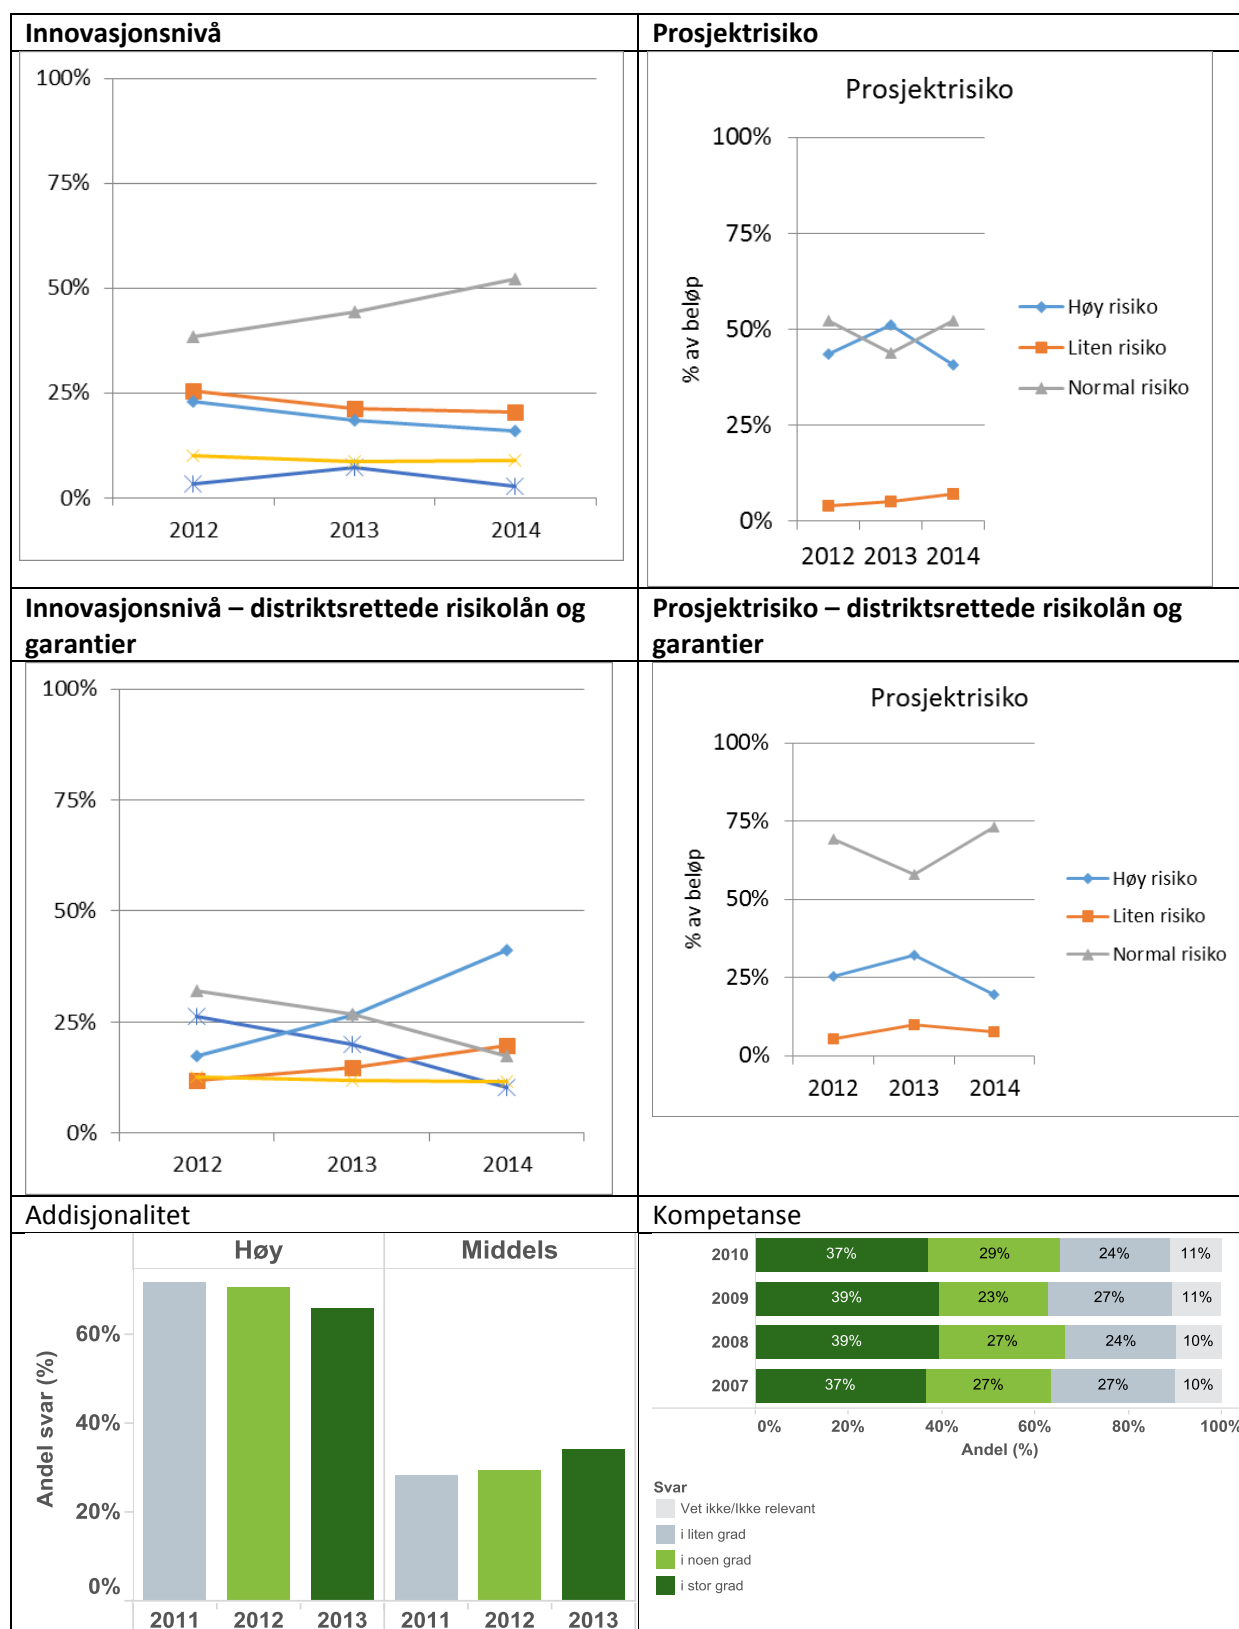 Innovasjonsnivå
100%
75%
50%
25%
0%
2012 2013 2014
Prosjektrisiko
Prosjektrisiko
100%
75%
50%
25%
0%
% av beløp
2012 2013 2014
Høy risiko
Liten risiko
Normal risiko
Innovasjonsnivå – distriktsrettede risikolån og
garantier
100%
75%
50%
25%
0%
2012 2013 2014
Prosjektrisiko – distriktsrettede risikolån og
garantier
Prosjektrisiko
100%
75%
50%
25%
0%
% av beløp
2012 2013 2014
Høy risiko
Liten risiko
Normal risiko
Addisjonalitet
Høy Middels
Andel svar (%)
60%
40%
20%
0%
2011 2012 2013 2011 2012 2013
Kompetanse
2010 37% 29% 24% 11%
2009 39% 23% 27% 11%
2008 39% 27% 24% 10%
2007 37% 27% 27% 10%
0% 20% 40% 60% 80% 100%
Andel (%)
Svar
Vet ikke/Ikke relevant
i liten grad
i noen grad
i stor grad